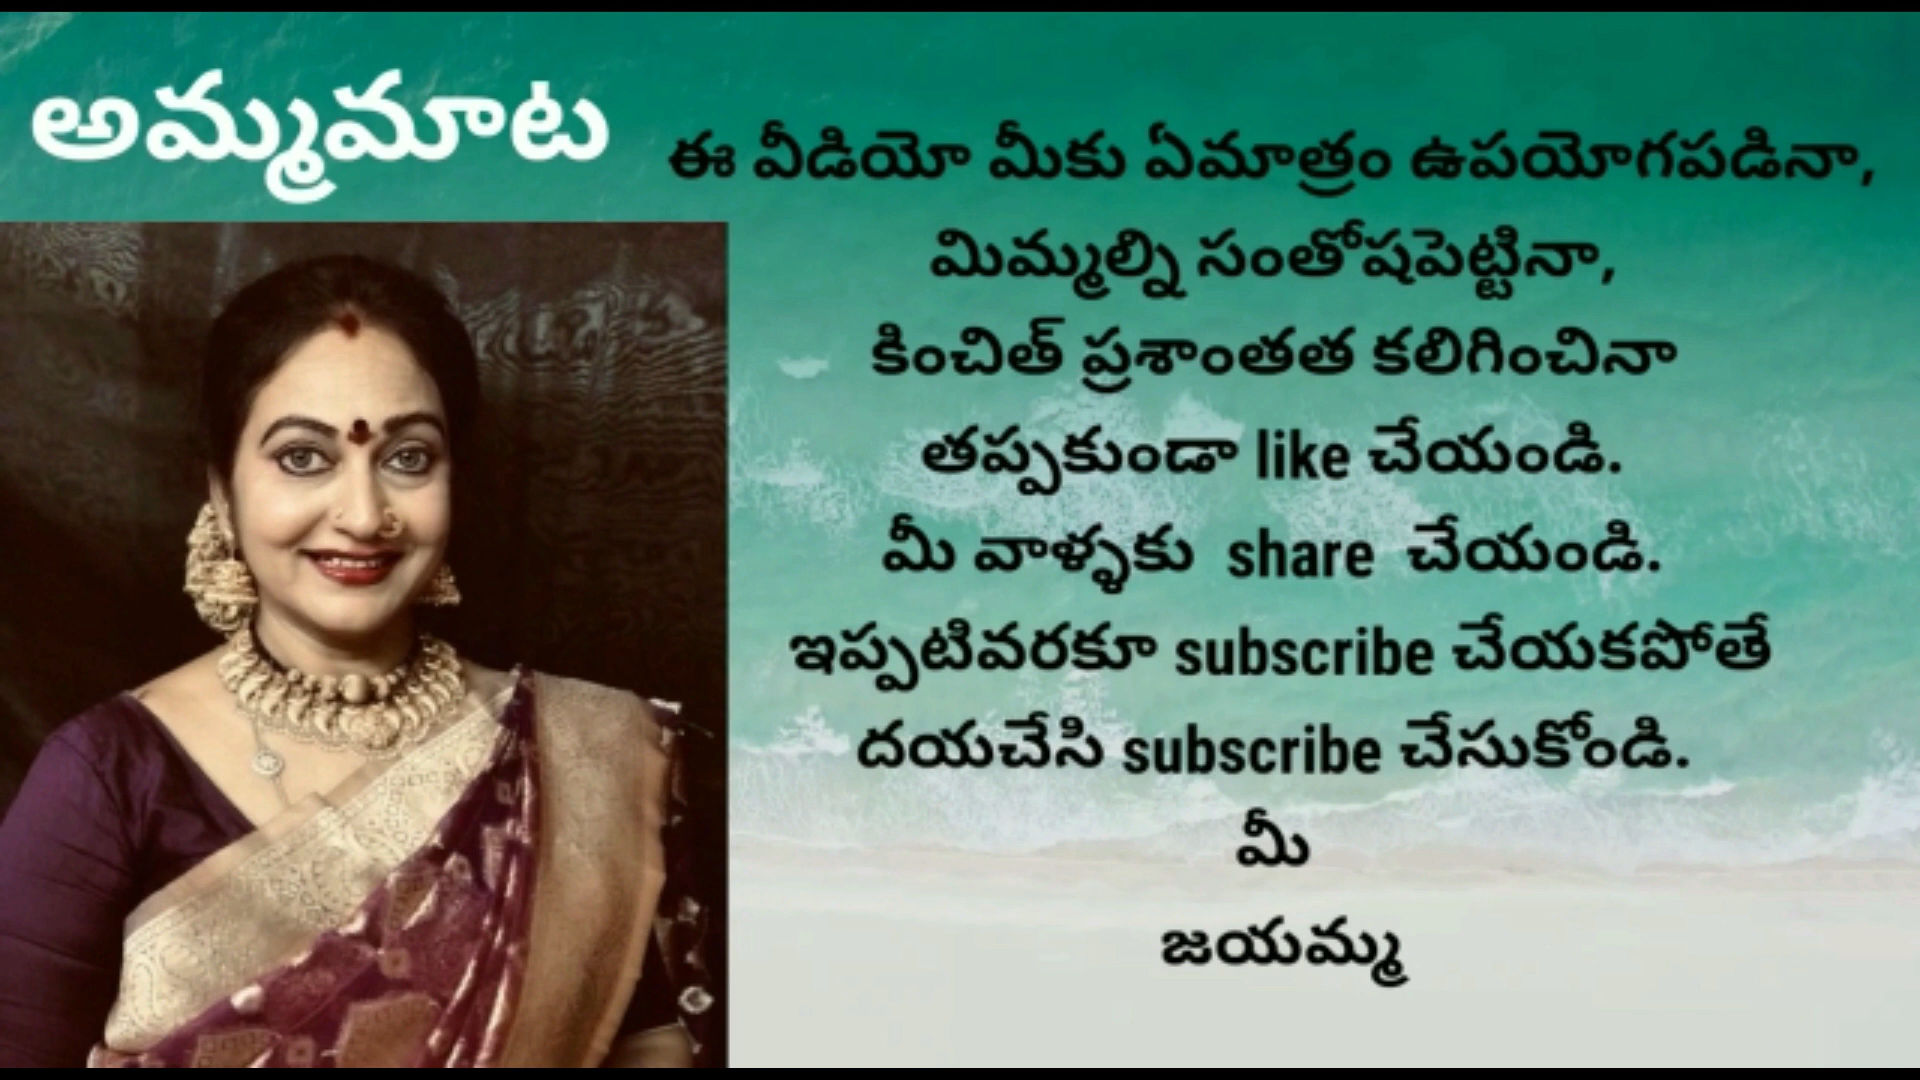 అమ్మమాట
ఈ వీడియో మీకు ఏమాత్రం ఉపయోగపడినా,
మిమ్మల్ని సంతోషపెట్టినా,
కించిత్ ప్రశాంతత కలిగించినా
తప్పకుండా like చేయండి.
మీ వాళ్ళకు share చేయండి.
ఇప్పటివరకూ subscribe చేయకపోతే
దయచేసి subscribe చేసుకోండి.
మీ
జయమ్మ